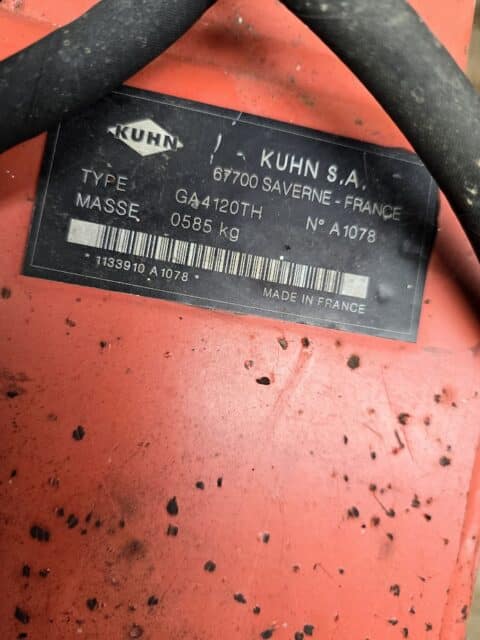 KUHN
KUHN S.A.
67700 SAVERNE - FRANCE
TYPE GA4120TH N° A1078
MASSE 0585 kg
*1133910 A1078*
MADE IN FRANCE